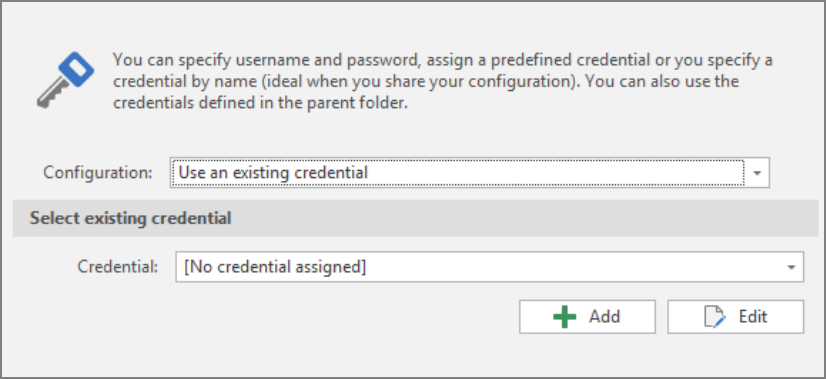 You can specify username and password, assign a predefined credential or you specify a
credential by name (ideal when you share your configuration). You can also use the
credentials defined in the parent folder.
Configuration: Use an existing credential
Select existing credential
Credential: [No credential assigned]
Add Edit